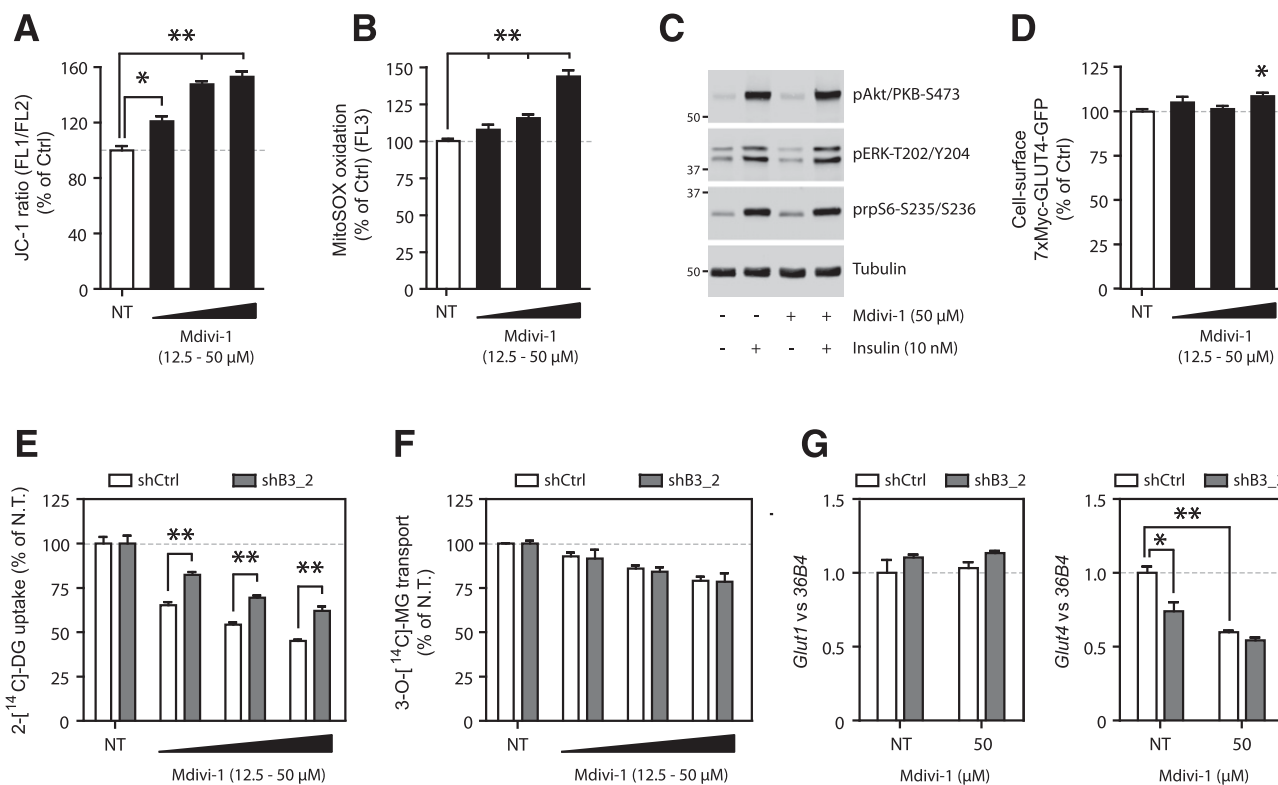 A
JC-1 ratio (FL1/FL2)
(% of Ctrl)
160
120
80
40
0
*
**
NT
Mdivi-1
(12.5 - 50 µM)
B
MitoSOX oxidation
(% of Ctrl) (FL3)
150
125
100
75
50
25
0
**
NT
Mdivi-1
(12.5 - 50 µM)
C
50
37
37
50
pAkt/PKB-S473
pERK-T202/Y204
prpS6-S235/S236
Tubulin
- - + + Mdivi-1 (50 µM)
- + - + Insulin (10 nM)
D
Cell-surface
7xMyc-GLUT4-GFP
(% of Ctrl)
125
100
75
50
25
0
*
NT
Mdivi-1
(12.5 - 50 µM)
E
shCtrl shB3_2
2-[14C]-DG uptake (% of N.T.)
125
100
75
50
25
0
** ** **
NT
Mdivi-1 (12.5 - 50 µM)
F
shCtrl shB3_2
3-O-[14C]-MG transport
(% of N.T.)
125
100
75
50
25
0
NT
Mdivi-1 (12.5 - 50 µM)
G
shCtrl shB3_2
Glut1 vs 36B4
1.5
1.0
0.5
0
NT 50
Mdivi-1 (µM)
shCtrl shB3_2
Glut4 vs 36B4
1.5
1.0
0.5
0
**
*
NT 50
Mdivi-1 (µM)